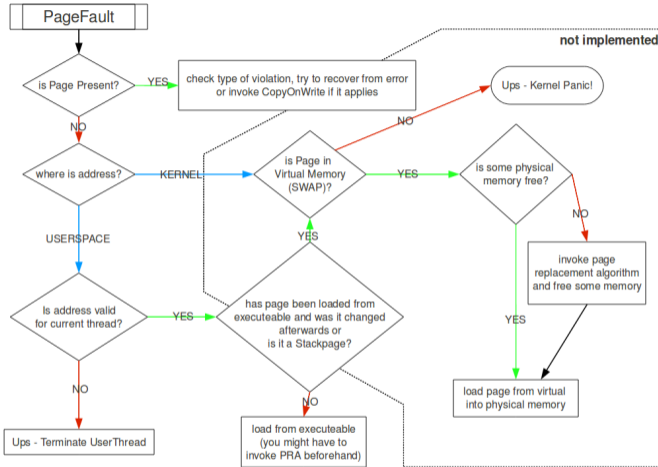 PageFault
not implemented
is Page Present?
YES
check type of violation, try to recover from error
or invoke CopyOnWrite if it applies
Ups - Kernel Panic!
NO
NO
where is address?
KERNEL
is Page in
Virtual Memory
(SWAP)?
YES
is some physical
memory free?
NO
USERSPACE
YES
invoke page
replacement algorithm
and free some memory
Is address valid
for current thread?
YES
has page been loaded from
executeable and was it changed
afterwards or
is it a Stackpage?
YES
NO
NO
load page from virtual
into physical memory
Ups - Terminate UserThread
load from executeable
(you might have to
invoke PRA beforehand)